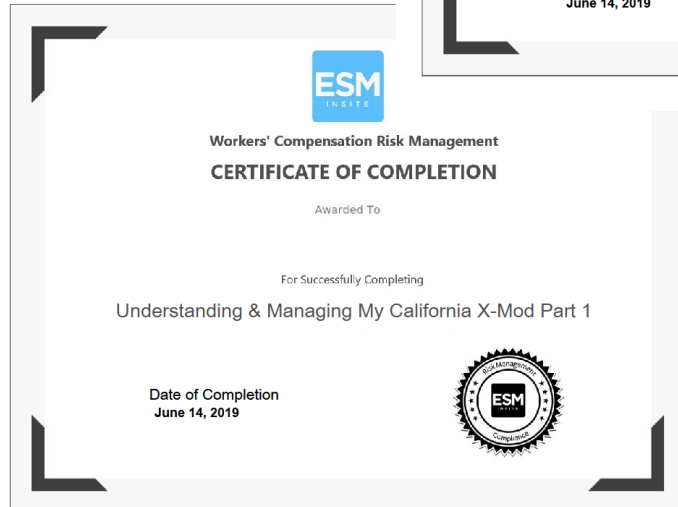 June 14, 2019
ESM
INSITE
Workers' Compensation Risk Management
CERTIFICATE OF COMPLETION
Awarded To
For Successfully Completing
Understanding & Managing My California X-Mod Part 1
Date of Completion
June 14, 2019
Risk Management
ESM
INSITE
Compliance